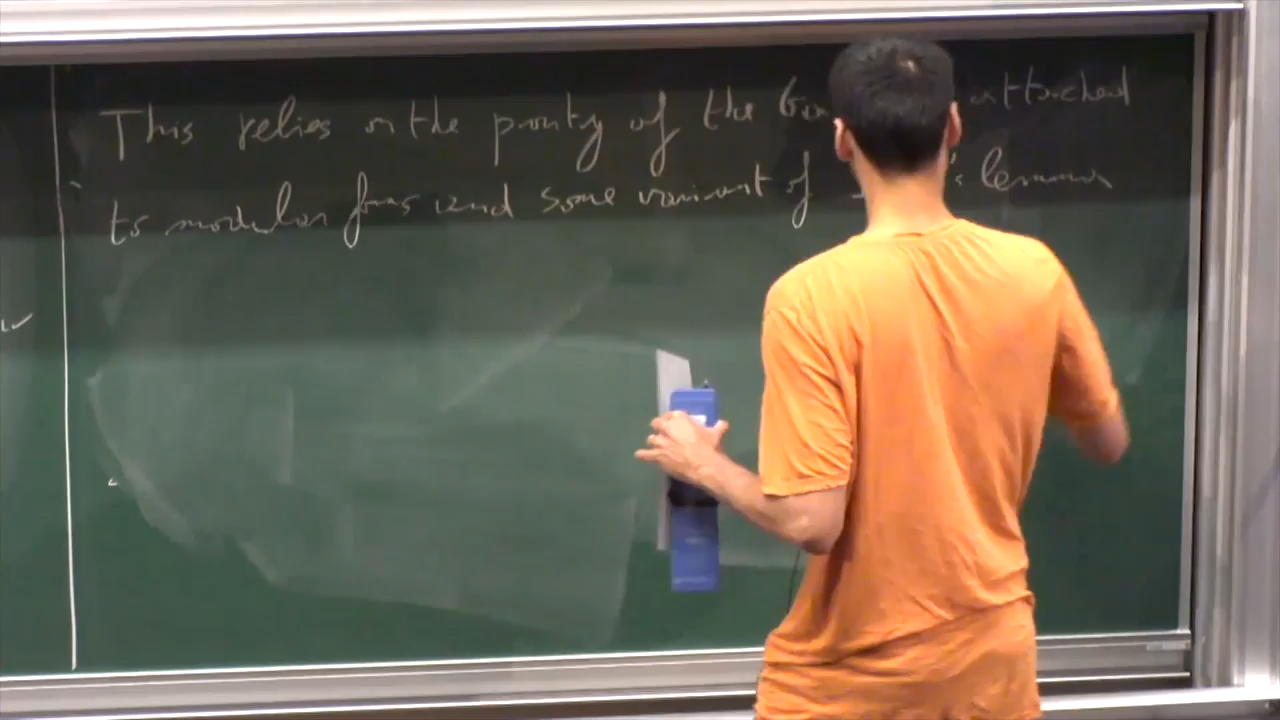 This relies on the purity of the attached
to modular forms and some variant of 's lemma